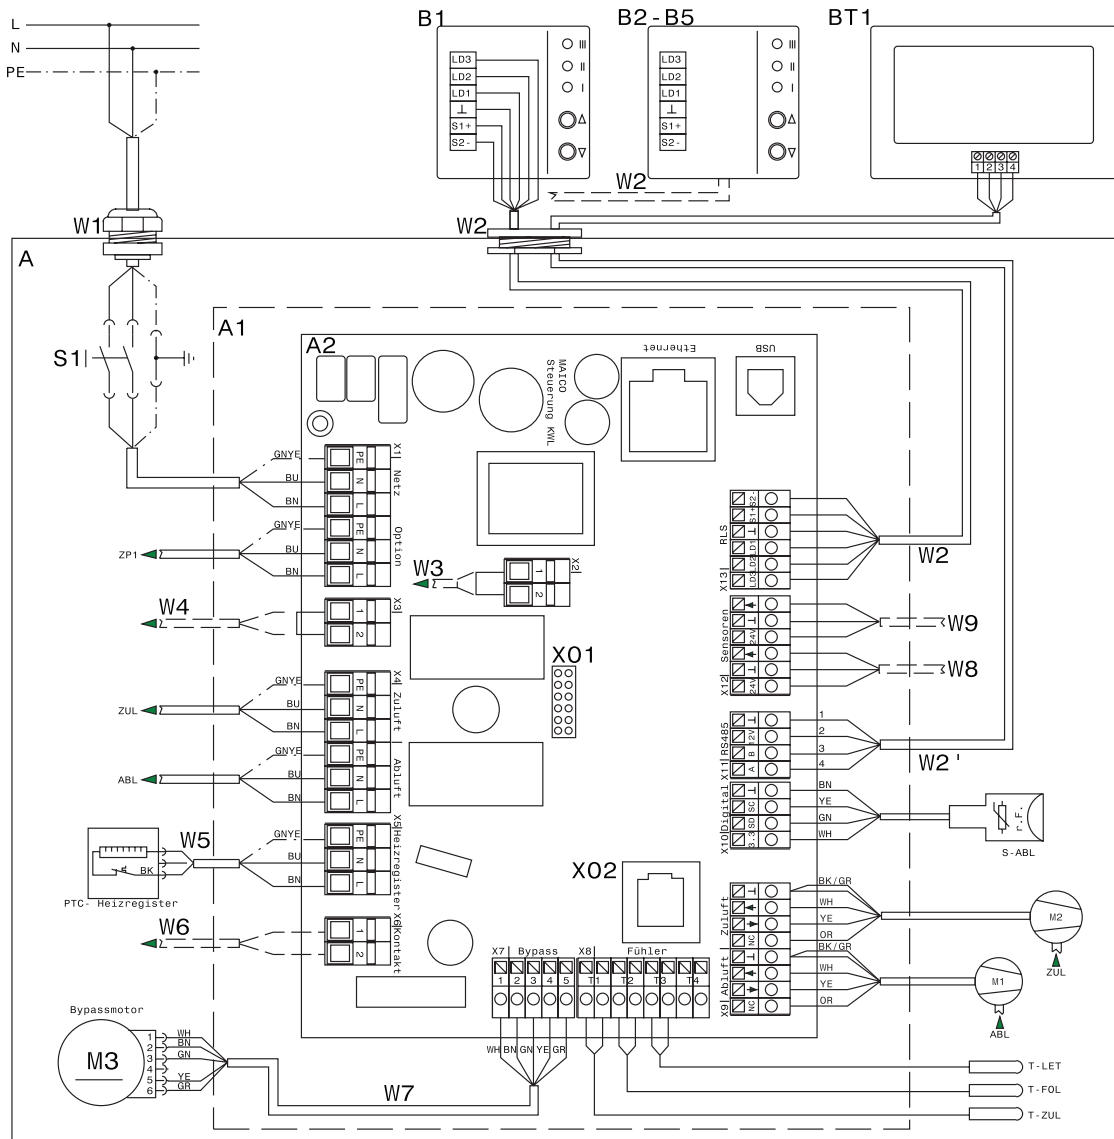 L
N
PE
B1
LD3
LD2
LD1
⊥
S1+
S2-
III
II
I
B2-B5
LD3
LD2
LD1
⊥
S1+
S2-
III
II
I
BT1
1 2 3 4
W2
W1
W2
A
A1
S1
A2
MAICO
Steuerung KWL
Ethernet
USB
GNYE
BU
BN
PE
N
L
X1
Netz
GNYE
BU
BN
PE
N
L
Option
ZP1
W3
1
2
X2
W4
1
2
X3
X01
ZUL
GNYE
BU
BN
PE
N
L
X4
Zuluft
ABL
GNYE
BU
BN
PE
N
L
Abluft
W5
BK
PTC- Heizregister
GNYE
BU
BN
PE
N
L
X5
Heizregister
W6
1
2
X6
Kontakt
RLS
X13
S2-
S1+
⊥
LD1
LD2
LD3
W2
Sensoren
X12
⊥
24V
⊥
24V
W9
W8
RS485
X11
⊥
12V
B
A
1
2
3
4
W2'
Digital
X10
⊥
SC
SD
3.3
BN
YE
GN
WH
r.F.
S-ABL
X02
Zuluft
⊥
NC
BK/GR
WH
YE
OR
M2
ZUL
Abluft
X9
⊥
NC
BK/GR
WH
YE
OR
M1
ABL
X7 Bypass X8 Fühler
1 2 3 4 5 T1 T2 T3 T4
WH BN GN YE GR
Bypassmotor
M3
1 WH
2 BN
3 GN
4
5 YE
6 GR
W7
T-LET
T-FOL
T-ZUL